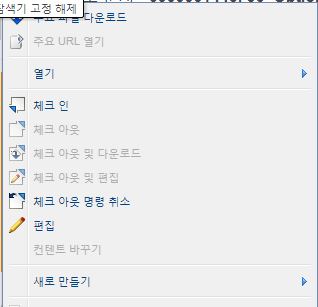 탐색기 고정 해제
주요 파일 다운로드
주요 URL 열기
열기
체크 인
체크 아웃
체크 아웃 및 다운로드
체크 아웃 및 편집
체크 아웃 명령 취소
편집
컨텐트 바꾸기
새로 만들기